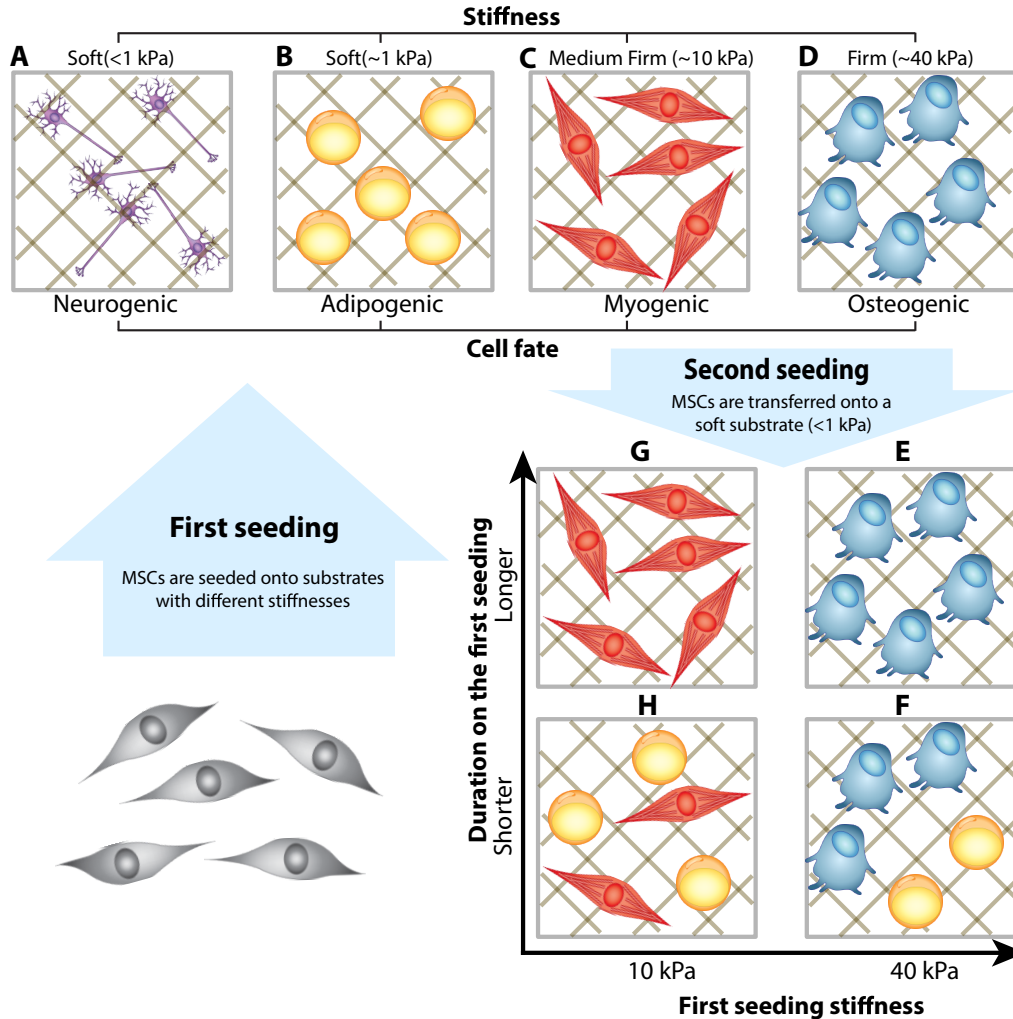 Stiffness
A
Soft(<1 kPa)
B
Soft(~1 kPa)
C
Medium Firm (~10 kPa)
D
Firm (~40 kPa)
Neurogenic
Adipogenic
Myogenic
Osteogenic
Cell fate
First seeding
MSCs are seeded onto substrates
with different stiffnesses
Second seeding
MSCs are transferred onto a
soft substrate (<1 kPa)
G
E
H
F
Duration on the first seeding
Longer
Shorter
10 kPa
40 kPa
First seeding stiffness